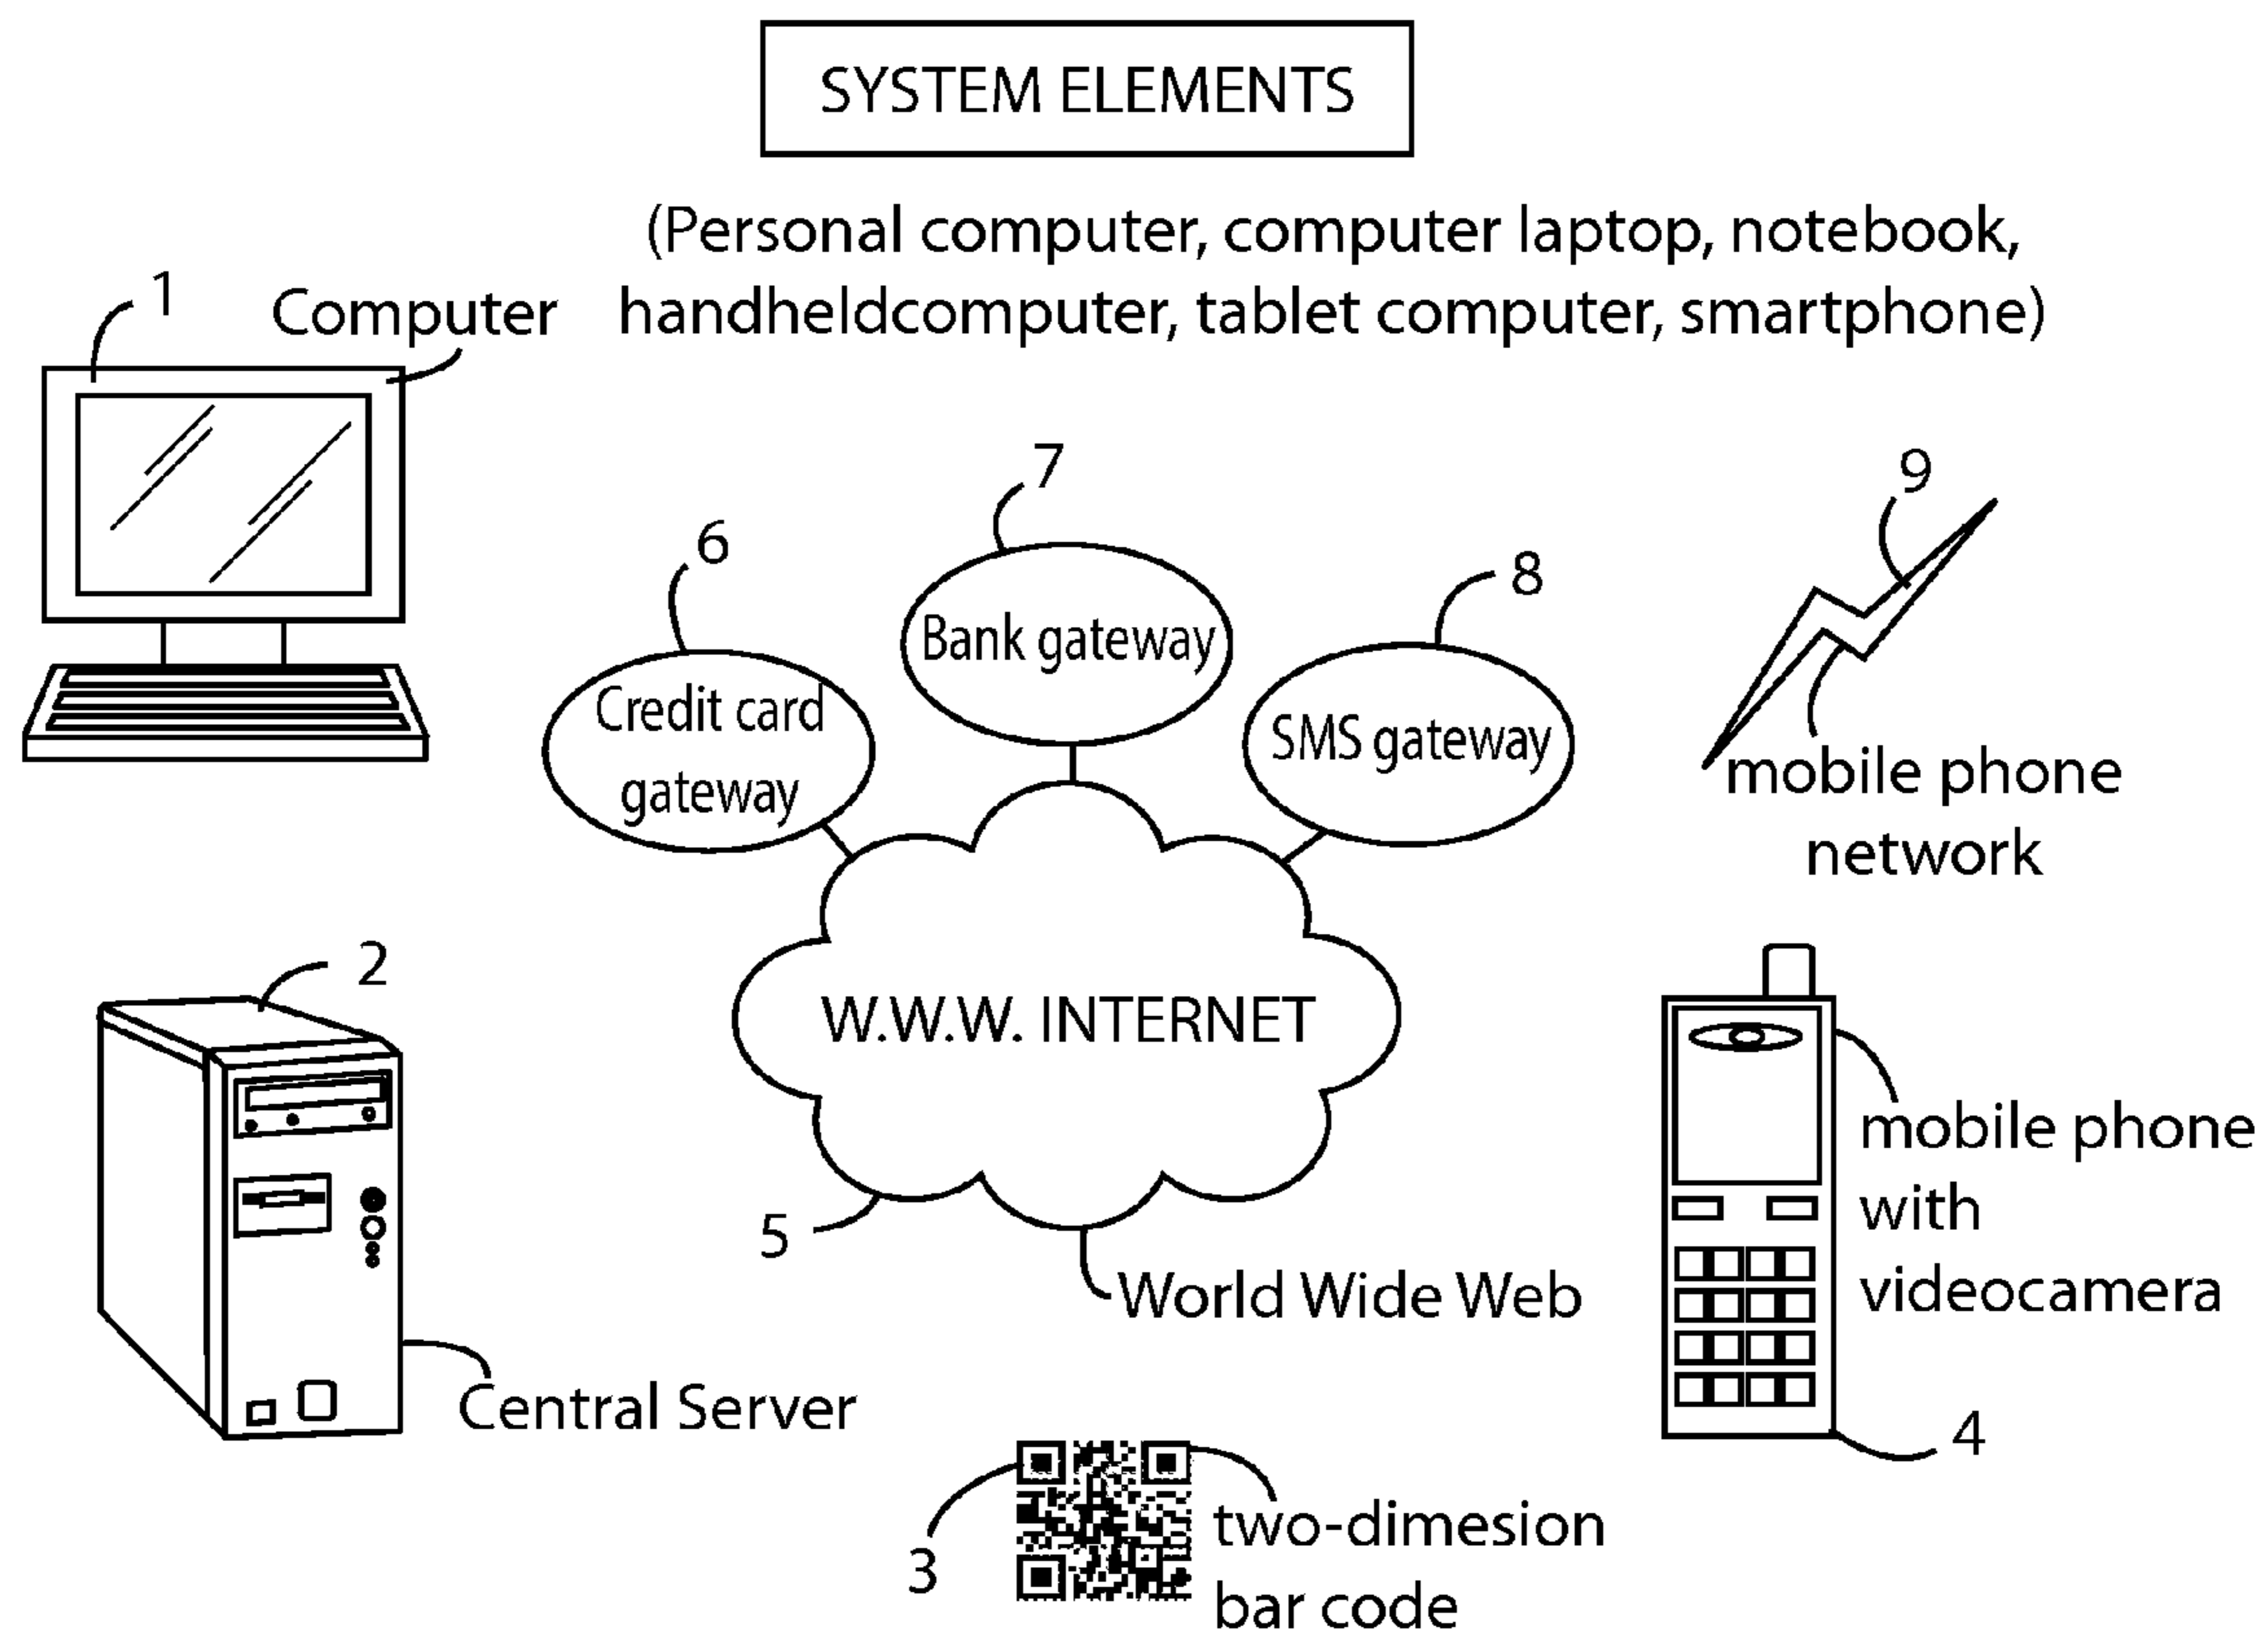 SYSTEM ELEMENTS
(Personal computer, computer laptop, notebook,
handheldcomputer, tablet computer, smartphone)
1
Computer
7
9
6
8
Bank gateway
Credit card
gateway
SMS gateway
mobile phone
network
2
W.W.W. INTERNET
mobile phone
with
videocamera
5
World Wide Web
Central Server
4
3
two-dimesion
bar code